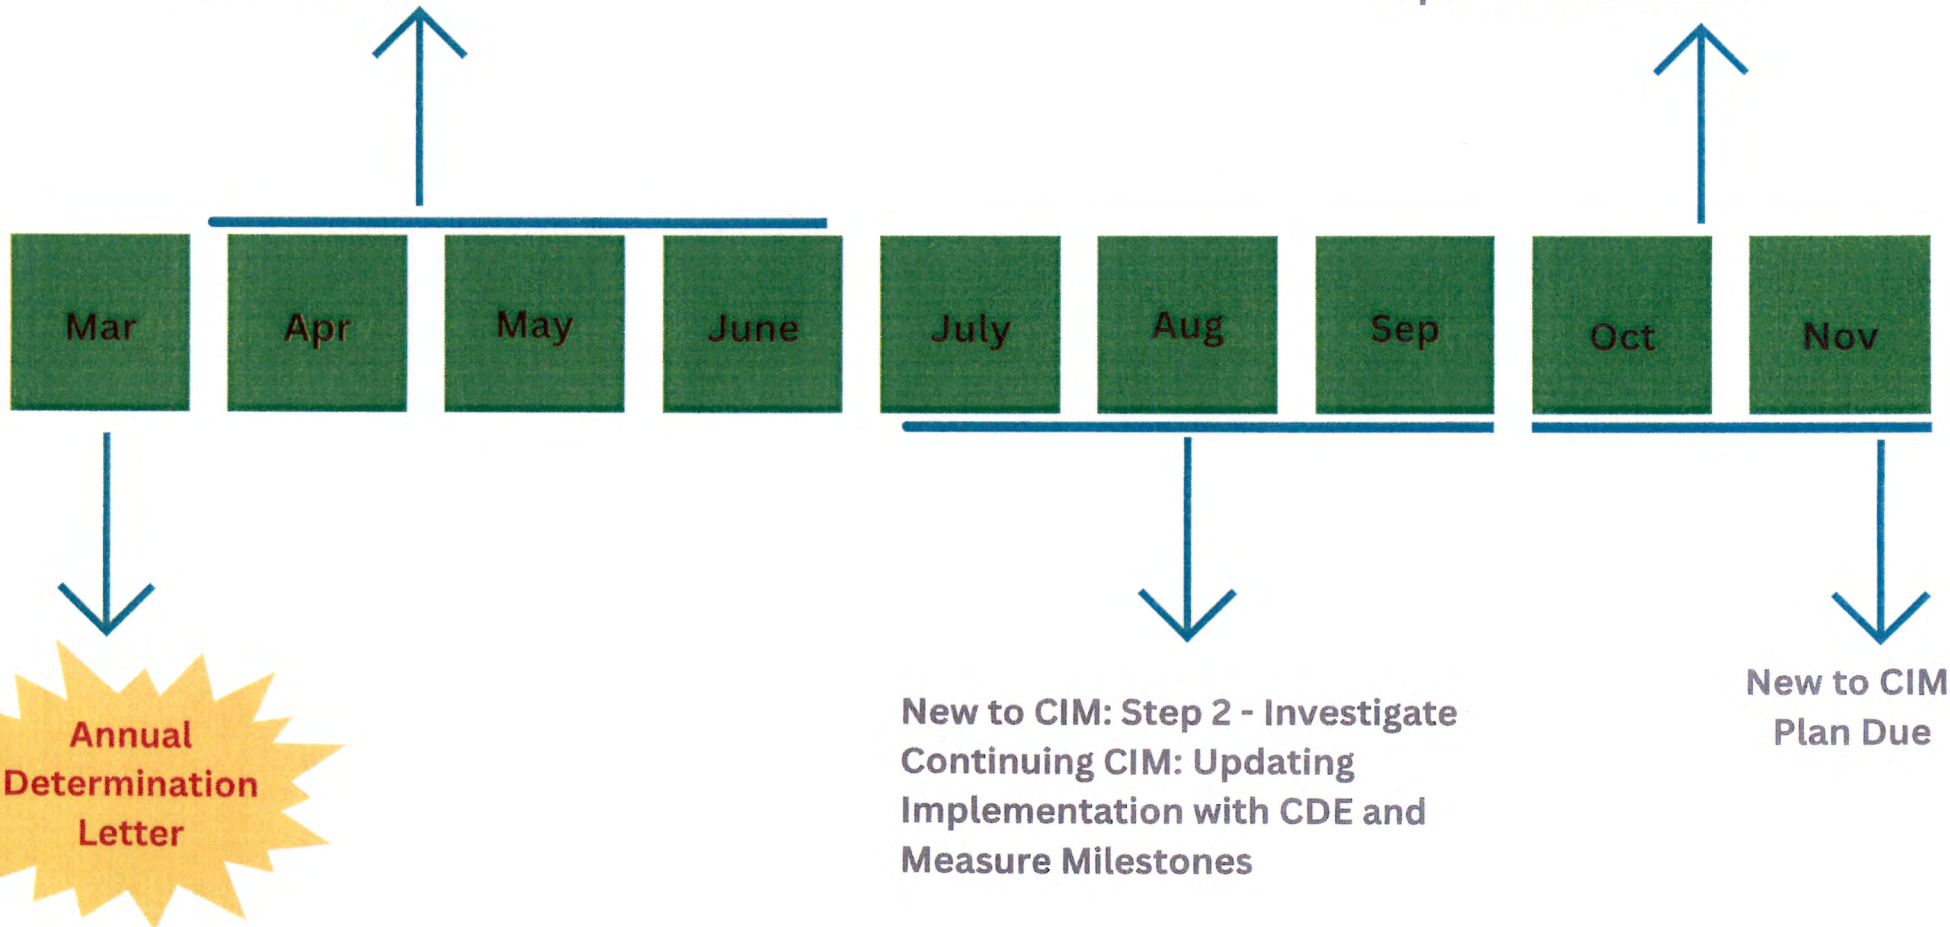 Mar
Apr
May
June
July
Aug
Sep
Oct
Nov
Annual
Determination
Letter
New to CIM: Step 2 - Investigate
Continuing CIM: Updating
Implementation with CDE and
Measure Milestones
New to CIM
Plan Due